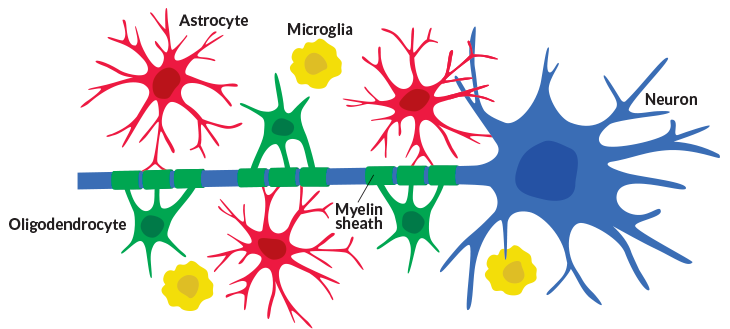 Astrocyte
Microglia
Neuron
Oligodendrocyte
Myelin
sheath